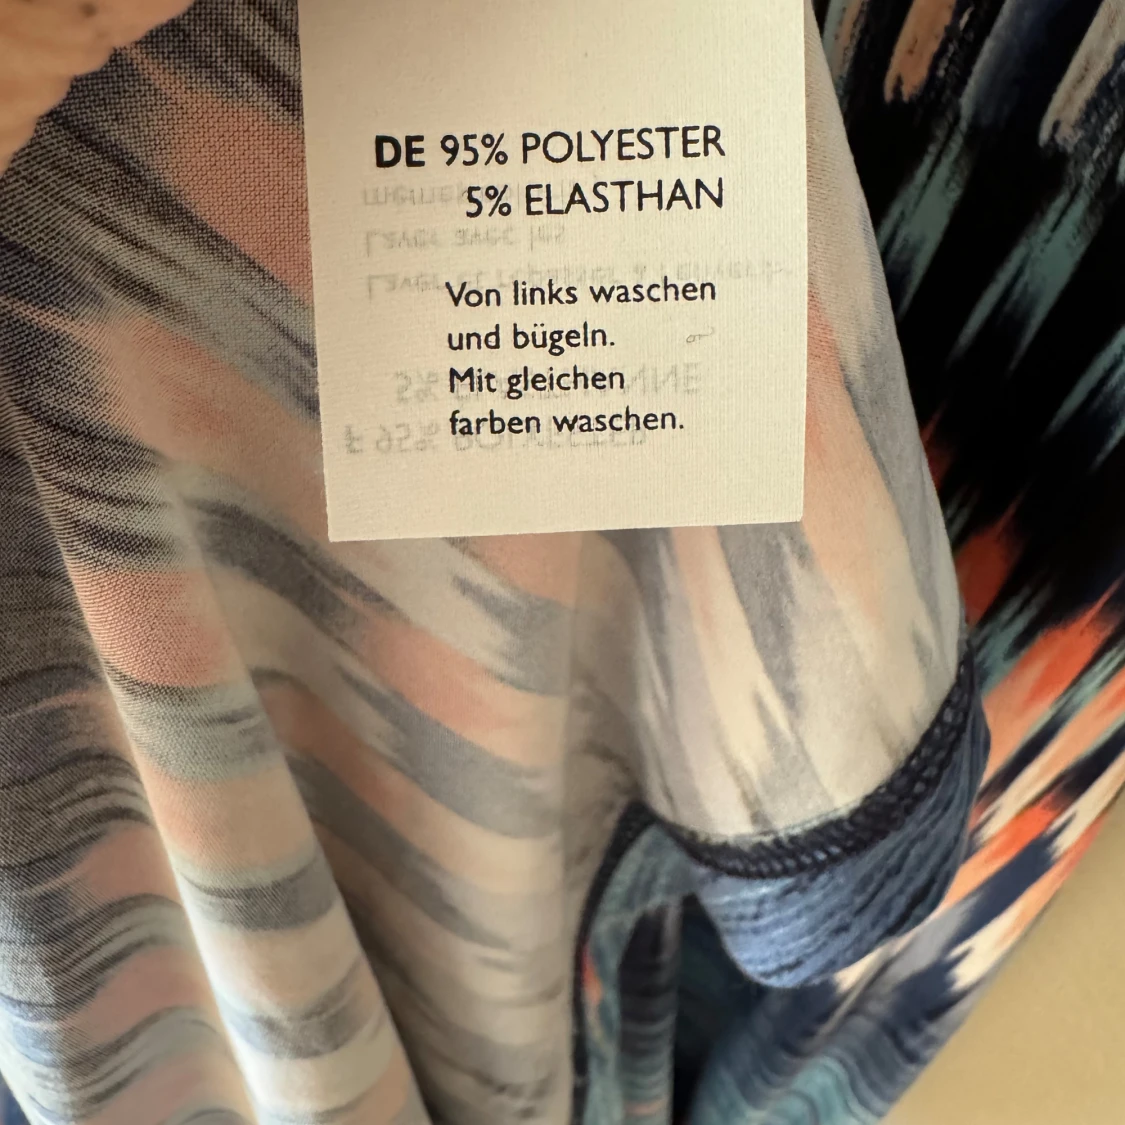 DE 95% POLYESTER
5% ELASTHAN
Von links waschen
und bügeln.
Mit gleichen
farben waschen.